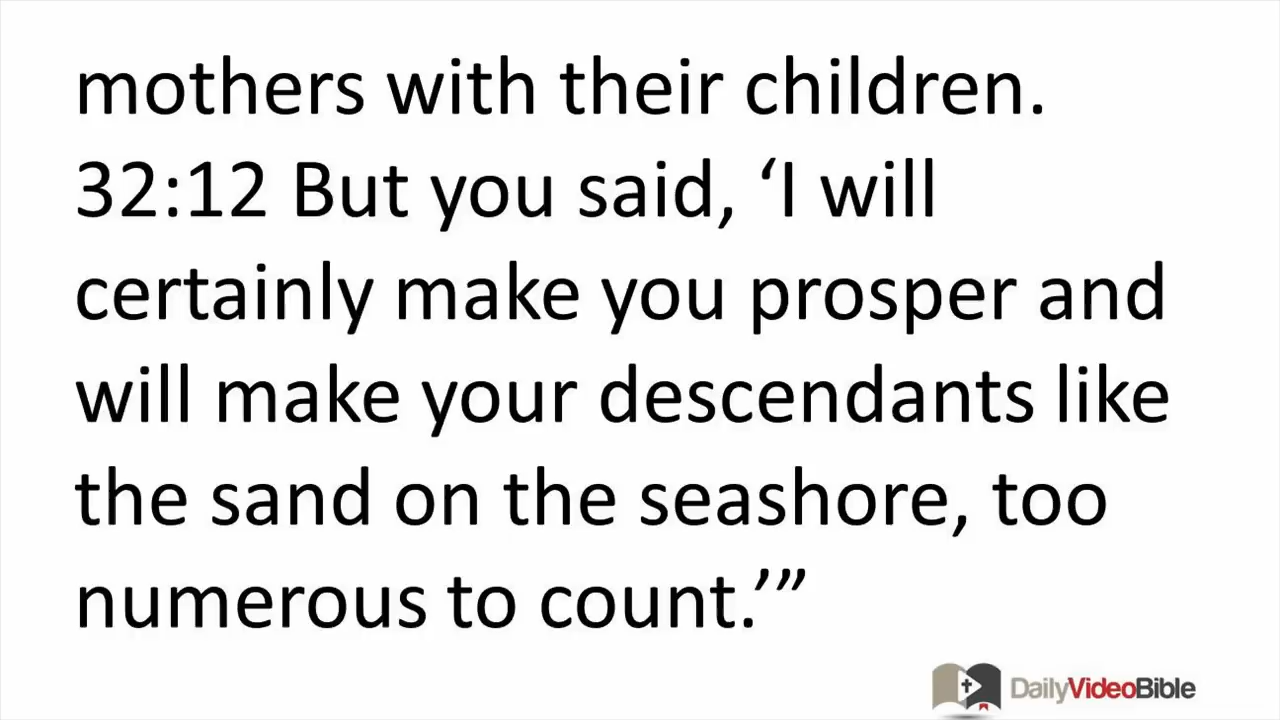 mothers with their children.
32:12 But you said, ‘I will
certainly make you prosper and
will make your descendants like
the sand on the seashore, too
numerous to count.’”
DailyVideoBible